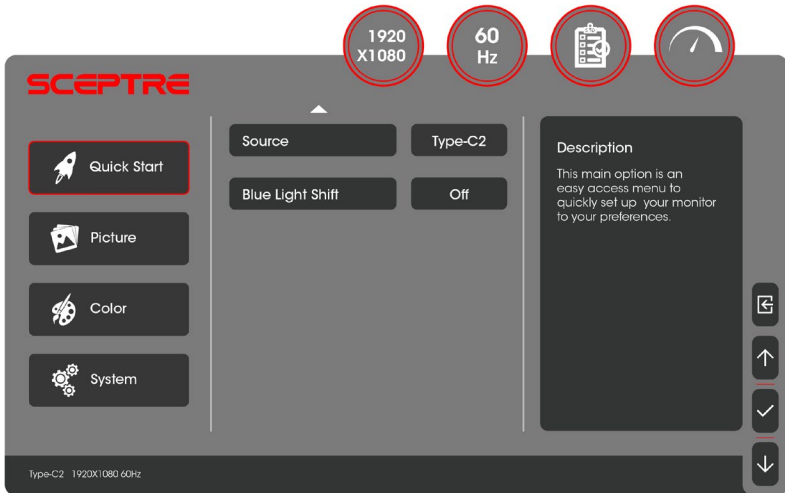 1920
X1080
60
Hz
SCEPTRE
Quick Start
Picture
Color
System
Source
Type-C2
Blue Light Shift
Off
Description
This main option is an
easy access menu to
quickly set up your monitor
to your preferences.
Type-C2 1920X1080 60Hz